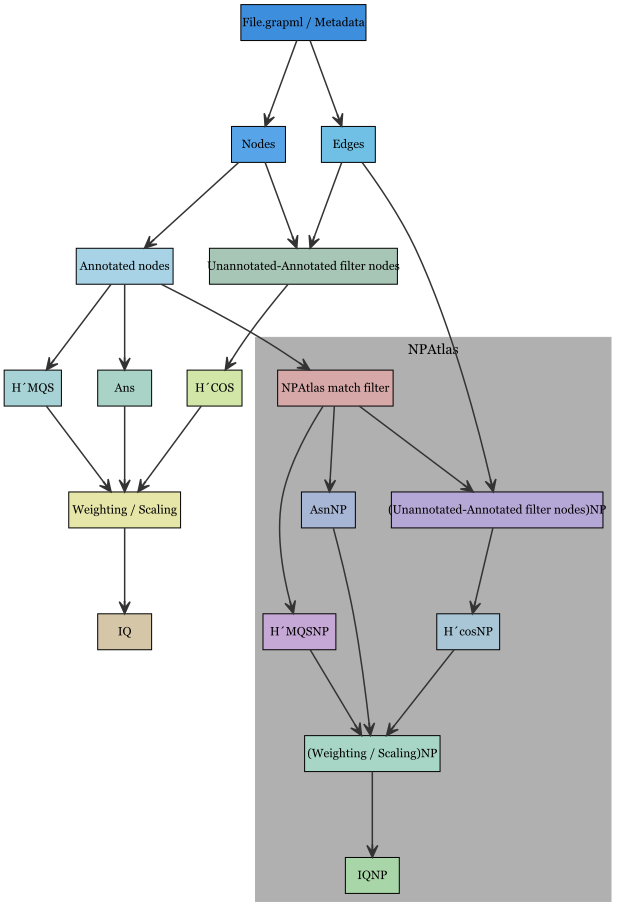 File.grapml / Metadata
Nodes
Edges
Annotated nodes
Unannotated-Annotated filter nodes
NPAtlas
H´MQS
Ans
H´COS
NPAtlas match filter
Weighting / Scaling
AsnNP
(Unannotated-Annotated filter nodes)NP
IQ
H´MQSNP
H´cosNP
(Weighting / Scaling)NP
IQNP